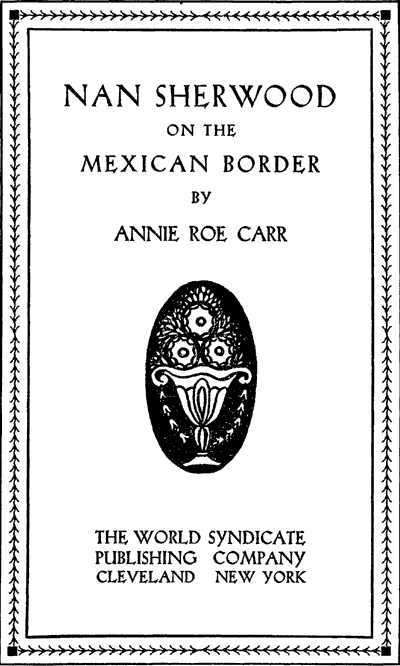 NAN SHERWOOD
ON THE
MEXICAN BORDER
BY
ANNIE ROE CARR
THE WORLD SYNDICATE
PUBLISHING COMPANY
CLEVELAND NEW YORK